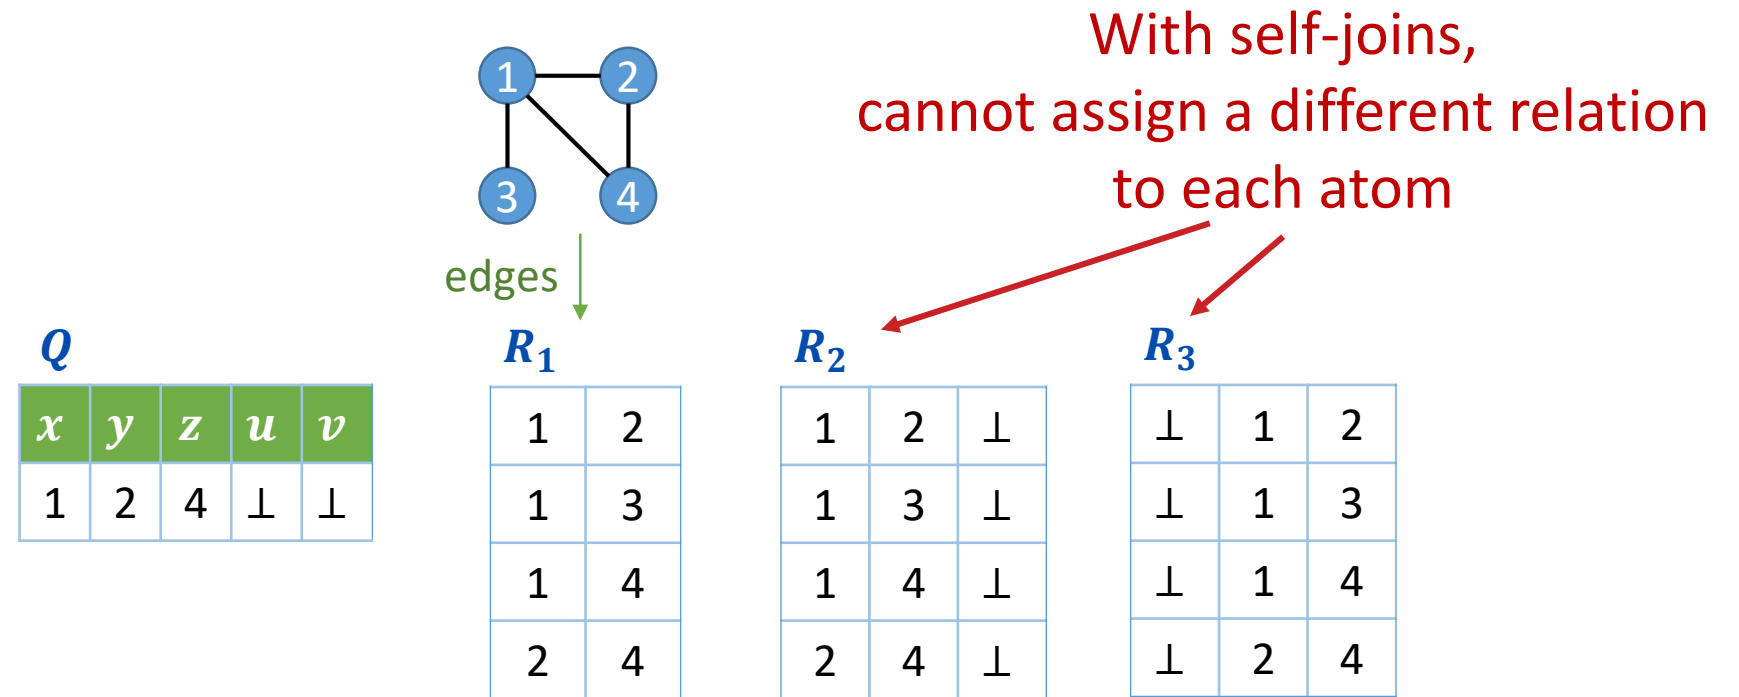 With self-joins,
cannot assign a different relation
to each atom
1 2
3 4
edges
Q
x y z u v
1 2 4 ⊥ ⊥
R₁
1 2
1 3
1 4
2 4
R₂
1 2 ⊥
1 3 ⊥
1 4 ⊥
2 4 ⊥
R₃
⊥ 1 2
⊥ 1 3
⊥ 1 4
⊥ 2 4